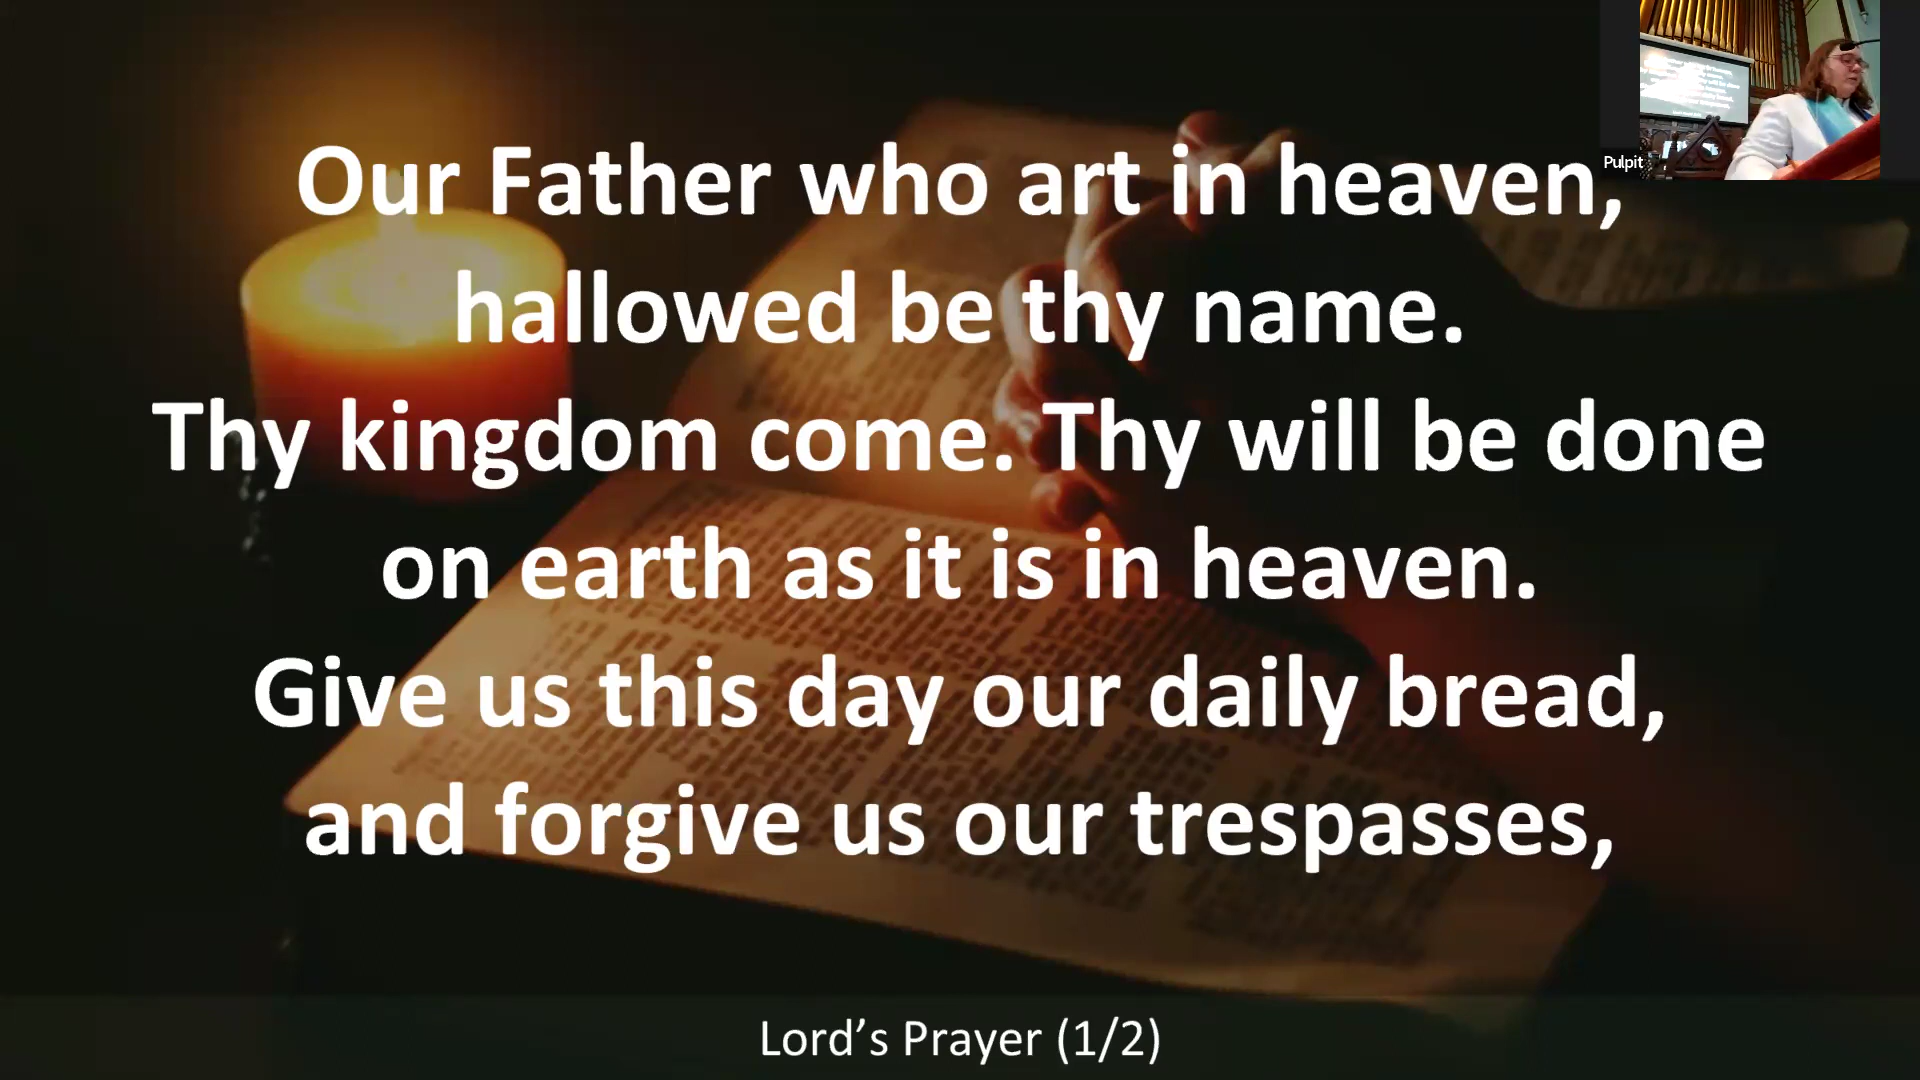 Our Father who art in heaven,
hallowed be thy name.
Thy kingdom come. Thy will be done
on earth as it is in heaven.
Give us this day our daily bread,
and forgive us our trespasses,
Lord’s Prayer (1/2)
Pulpit